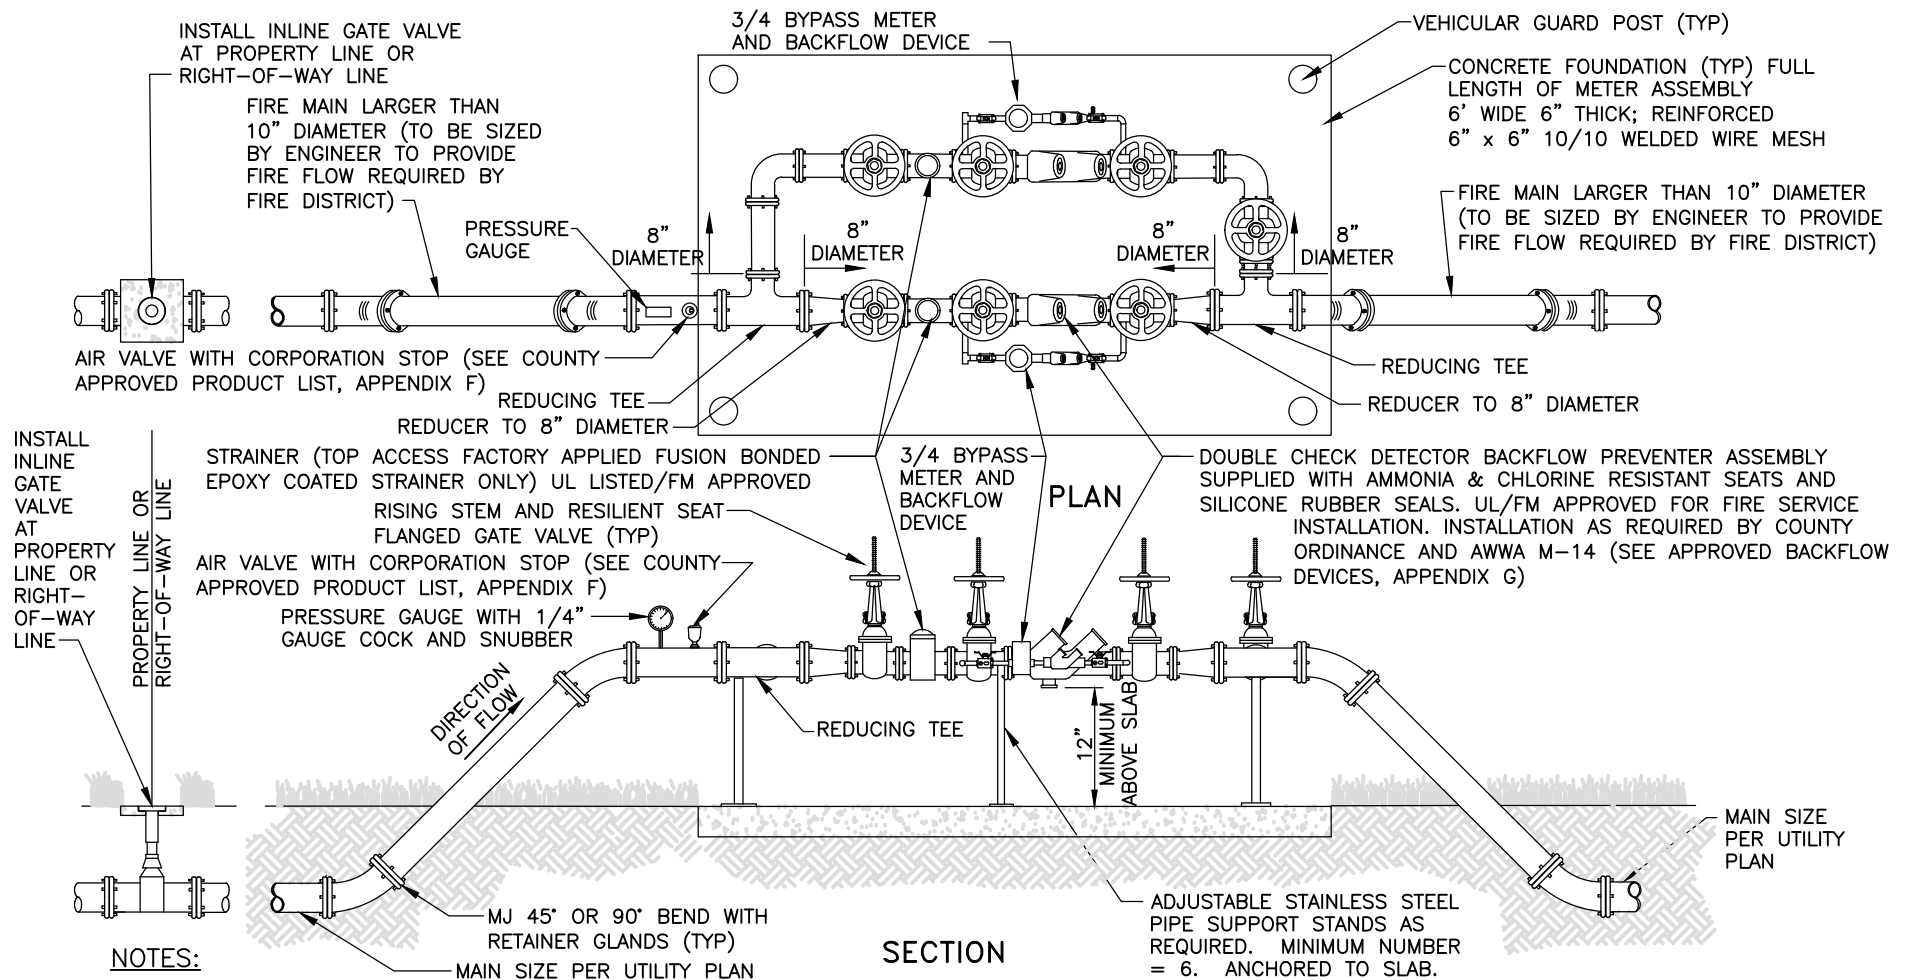 INSTALL INLINE GATE VALVE
AT PROPERTY LINE OR
RIGHT-OF-WAY LINE
FIRE MAIN LARGER THAN
10" DIAMETER (TO BE SIZED
BY ENGINEER TO PROVIDE
FIRE FLOW REQUIRED BY
FIRE DISTRICT)
PRESSURE
GAUGE
3/4 BYPASS METER
AND BACKFLOW DEVICE
VEHICULAR GUARD POST (TYP)
CONCRETE FOUNDATION (TYP) FULL
LENGTH OF METER ASSEMBLY
6' WIDE 6" THICK; REINFORCED
6" x 6" 10/10 WELDED WIRE MESH
FIRE MAIN LARGER THAN 10" DIAMETER
(TO BE SIZED BY ENGINEER TO PROVIDE
FIRE FLOW REQUIRED BY FIRE DISTRICT)
8"
DIAMETER
8"
DIAMETER
8"
DIAMETER
8"
DIAMETER
AIR VALVE WITH CORPORATION STOP (SEE COUNTY
APPROVED PRODUCT LIST, APPENDIX F)
REDUCING TEE
REDUCER TO 8" DIAMETER
REDUCING TEE
REDUCER TO 8" DIAMETER
STRAINER (TOP ACCESS FACTORY APPLIED FUSION BONDED
EPOXY COATED STRAINER ONLY) UL LISTED/FM APPROVED
3/4 BYPASS
METER AND
BACKFLOW
DEVICE
PLAN
DOUBLE CHECK DETECTOR BACKFLOW PREVENTER ASSEMBLY
SUPPLIED WITH AMMONIA & CHLORINE RESISTANT SEATS AND
SILICONE RUBBER SEALS. UL/FM APPROVED FOR FIRE SERVICE
INSTALLATION. INSTALLATION AS REQUIRED BY COUNTY
ORDINANCE AND AWWA M-14 (SEE APPROVED BACKFLOW
DEVICES, APPENDIX G)
INSTALL
INLINE
GATE
VALVE
AT
PROPERTY
LINE OR
RIGHT-
OF-WAY
LINE
PROPERTY LINE OR
RIGHT-OF-WAY LINE
RISING STEM AND RESILIENT SEAT
FLANGED GATE VALVE (TYP)
AIR VALVE WITH CORPORATION STOP (SEE COUNTY
APPROVED PRODUCT LIST, APPENDIX F)
PRESSURE GAUGE WITH 1/4"
GAUGE COCK AND SNUBBER
DIRECTION
OF FLOW
REDUCING TEE
12"
MINIMUM
ABOVE SLAB
MAIN SIZE
PER UTILITY
PLAN
MJ 45° OR 90° BEND WITH
RETAINER GLANDS (TYP)
MAIN SIZE PER UTILITY PLAN
SECTION
ADJUSTABLE STAINLESS STEEL
PIPE SUPPORT STANDS AS
REQUIRED. MINIMUM NUMBER
= 6. ANCHORED TO SLAB.
NOTES: